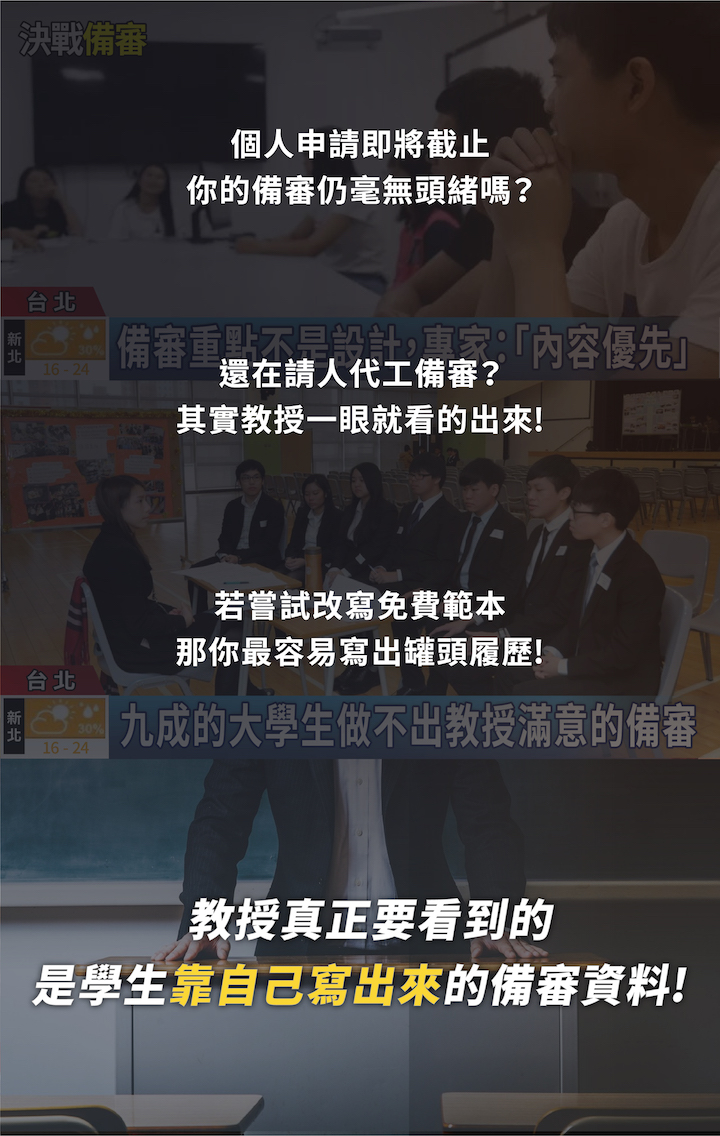 決戰備審
個人申請即將截止
你的備審仍毫無頭緒嗎？
台北
新北
30%
16 - 24
備審重點不是設計，專家：「內容優先」
還在請人代工備審？
其實教授一眼就看的出來!
若嘗試改寫免費範本
那你最容易寫出罐頭履歷!
台北
新北
30%
16 - 24
九成的大學生做不出教授滿意的備審
教授真正要看到的
是學生靠自己寫出來的備審資料!